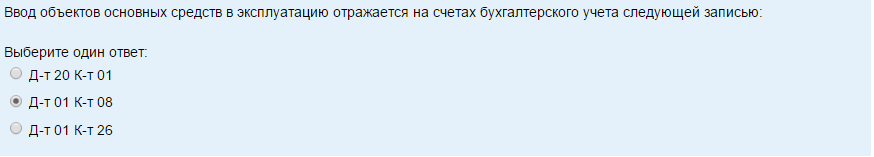 Ввод объектов основных средств в эксплуатацию отражается на счетах бухгалтерского учета следующей записью:
Выберите один ответ:
Д-т 20 К-т 01
Д-т 01 К-т 08
Д-т 01 К-т 26